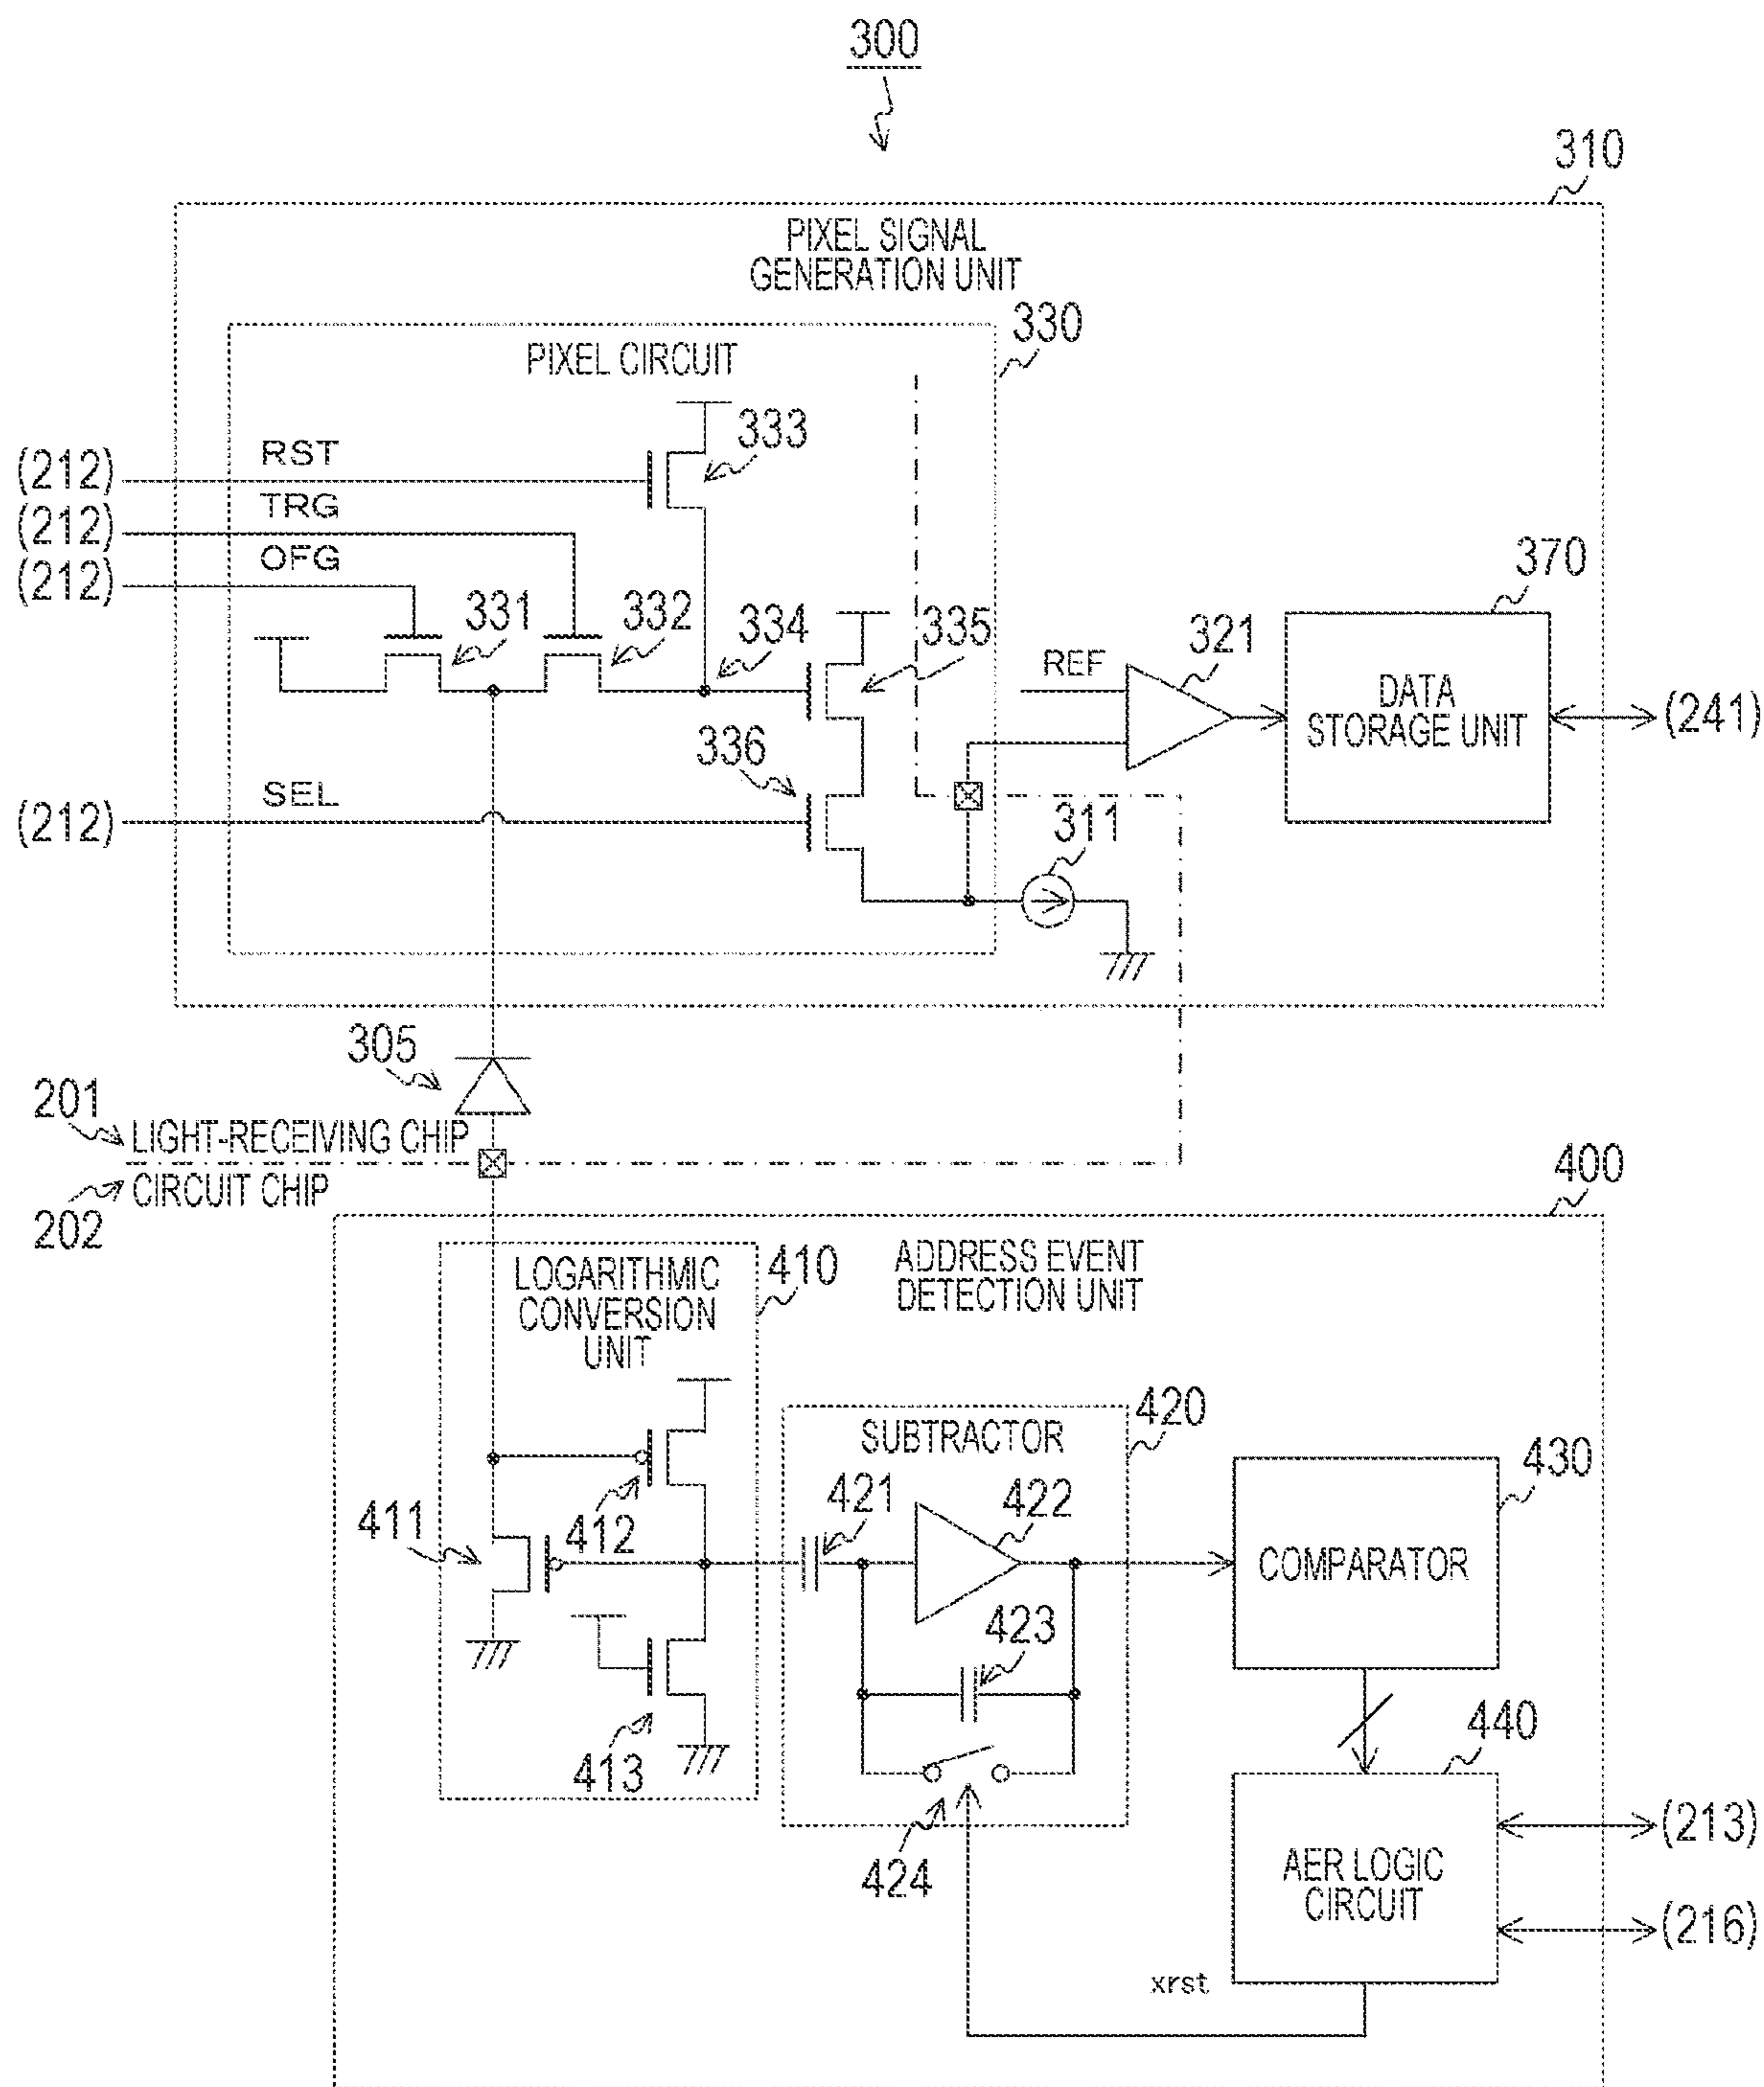 300
310
PIXEL SIGNAL
GENERATION UNIT
330
PIXEL CIRCUIT
333
(212) RST
(212) TRG
(212) OFG
331
332
334
335
336
REF
321
370
DATA
STORAGE UNIT
(241)
(212) SEL
311
305
201
LIGHT-RECEIVING CHIP
CIRCUIT CHIP
202
400
ADDRESS EVENT
DETECTION UNIT
410
LOGARITHMIC
CONVERSION
UNIT
420
SUBTRACTOR
430
COMPARATOR
411
412
421
422
423
413
424
440
AER LOGIC
CIRCUIT
(213)
(216)
xrst